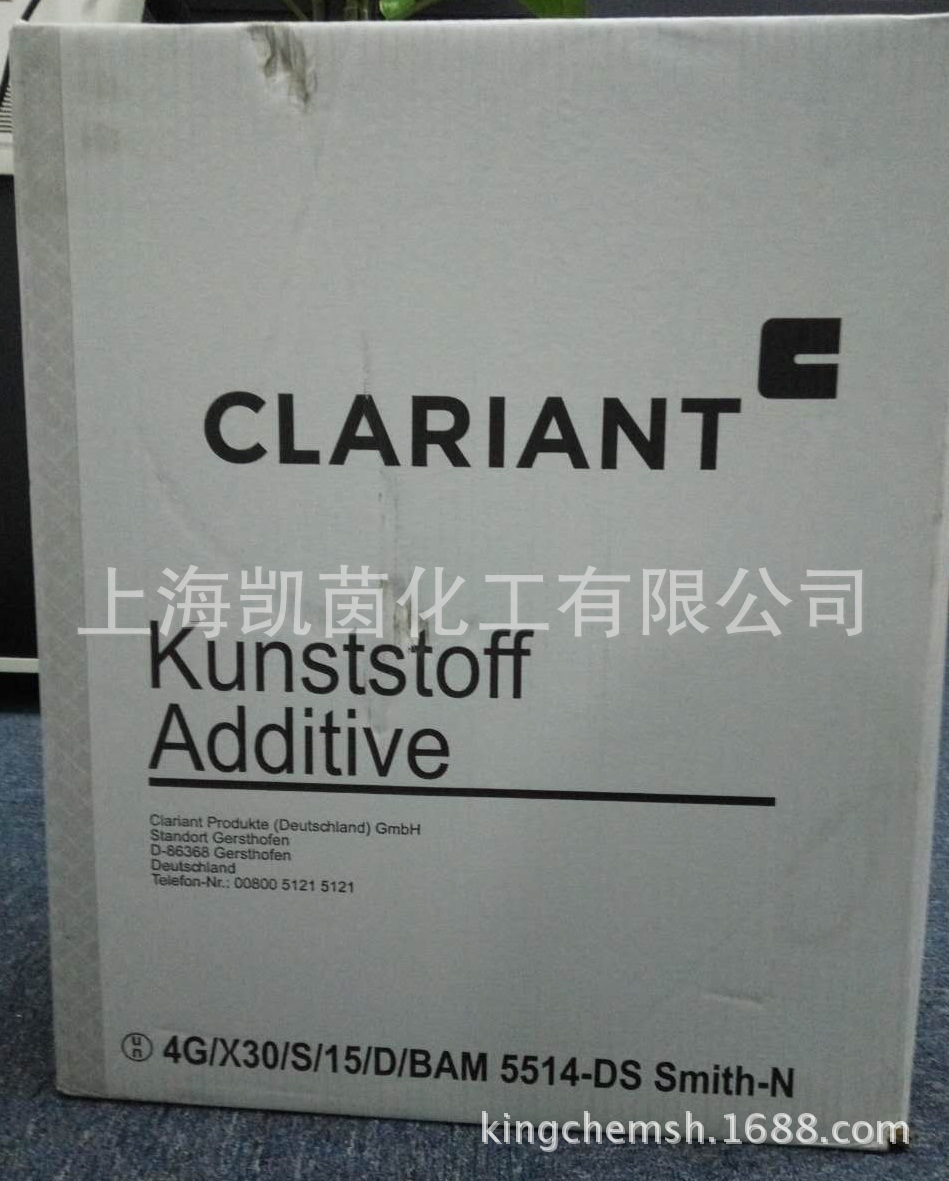 CLARIANT
上海凯茵化工有限公司
Kunststoff
Additive
Clariant Produkte (Deutschland) GmbH
Standort Gersthofen
D-86368 Gersthofen
Deutschland
Telefon-Nr.: 00800 5121 5121
un 4G/X30/S/15/D/BAM 5514-DS Smith-N
kingchemsh.1688.com